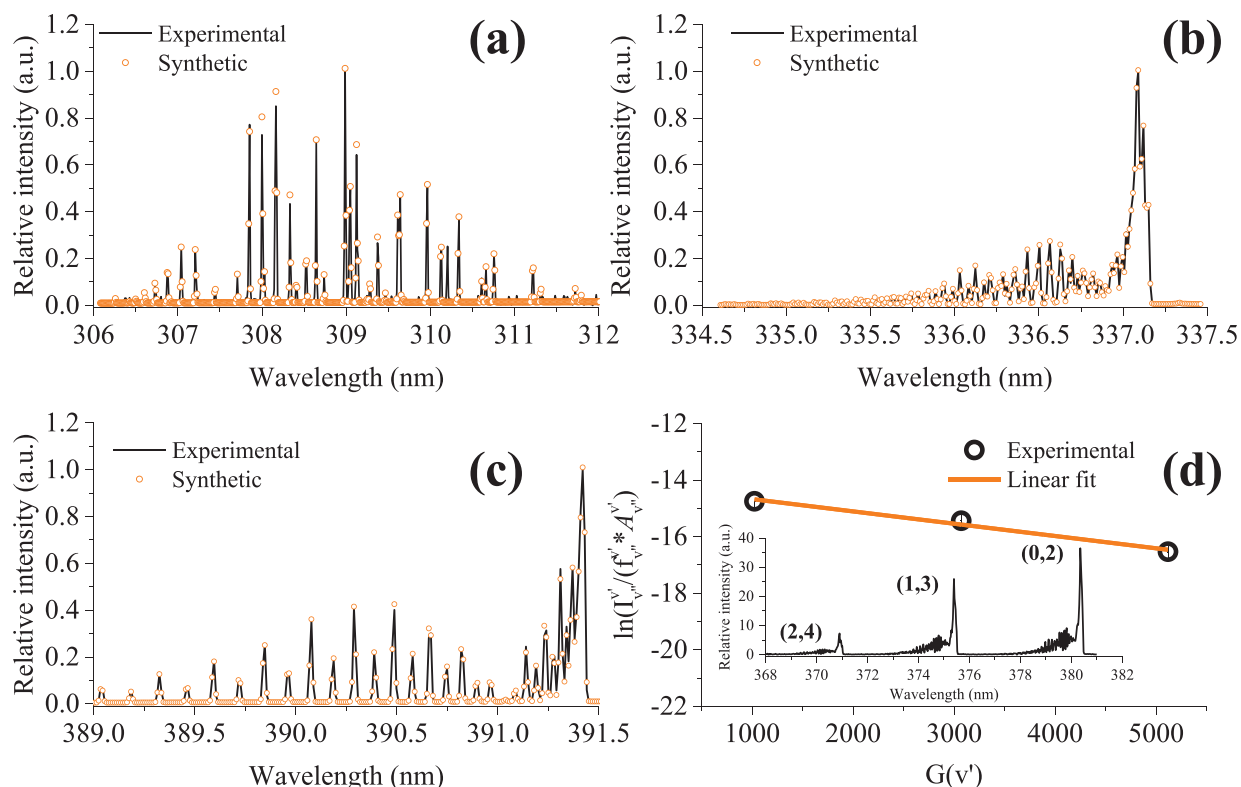 (a)
Experimental
Synthetic
Relative intensity (a.u.)
1.2
1.0
0.8
0.6
0.4
0.2
0.0
306 307 308 309 310 311 312
Wavelength (nm)
(b)
Experimental
Synthetic
Relative intensity (a.u.)
1.2
1.0
0.8
0.6
0.4
0.2
0.0
334.5 335.0 335.5 336.0 336.5 337.0 337.5
Wavelength (nm)
(c)
Experimental
Synthetic
Relative intensity (a.u.)
1.2
1.0
0.8
0.6
0.4
0.2
0.0
389.0 389.5 390.0 390.5 391.0 391.5
Wavelength (nm)
(d)
Experimental
Linear fit
ln(I^v'_v''/(f^v'_v''*A^v'_v''))
-12
-14
-16
-18
-20
-22
1000 2000 3000 4000 5000
G(v')
Relative intensity (a.u.)
40
35
30
20
10
0
(0,2)
(1,3)
(2,4)
368 370 372 374 376 378 380 382
Wavelength (nm)